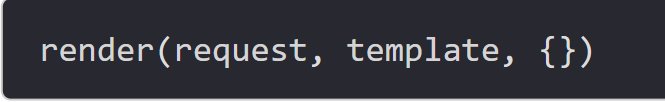 render(request, template, {})